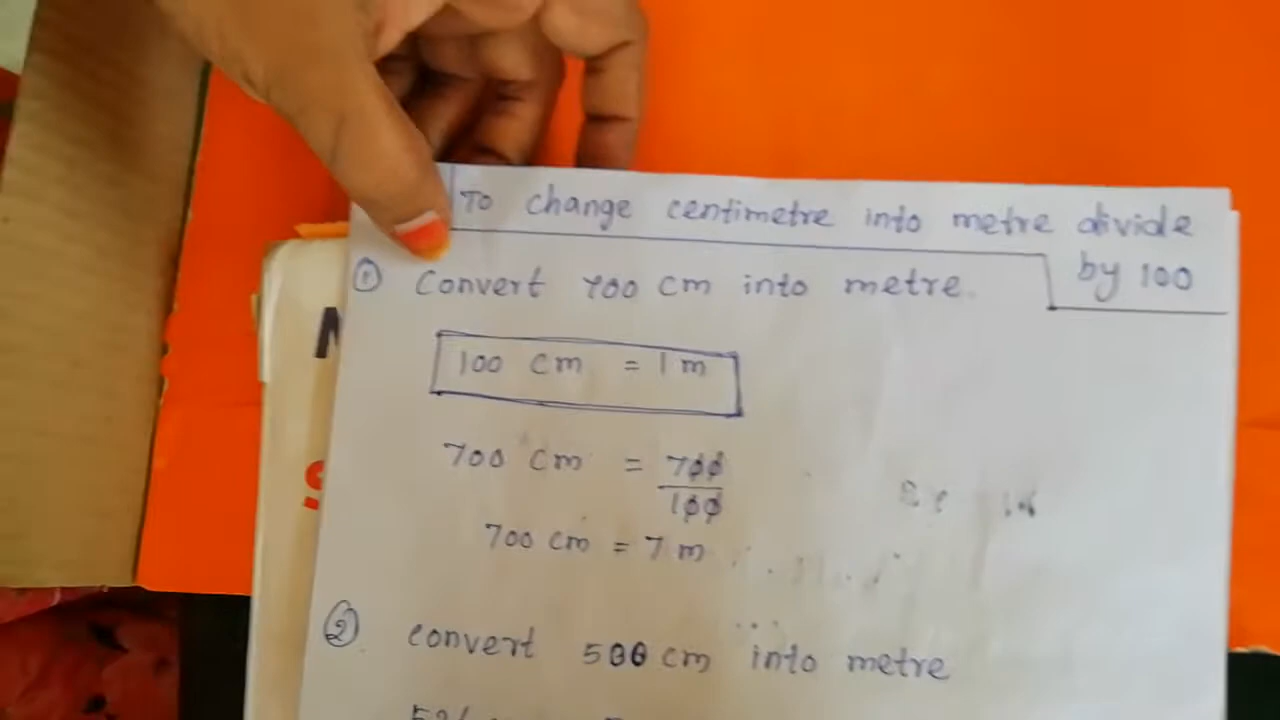 To change centimetre into metre divide
by 100
① Convert 700 cm into metre.
100 cm = 1 m
700 cm = 700
100
700 cm = 7 m
② convert 500 cm into metre